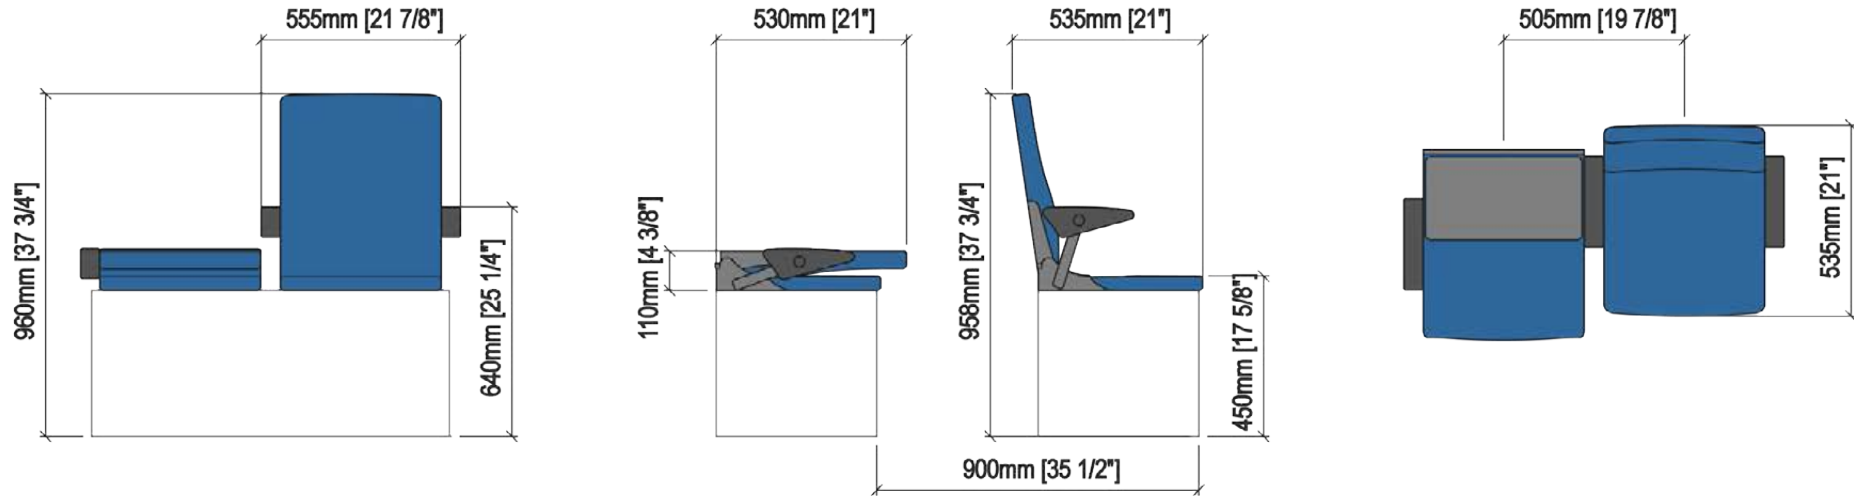 555mm [21 7/8"]
960mm [37 3/4"]
640mm [25 1/4"]
530mm [21"]
535mm [21"]
110mm [4 3/8"]
958mm [37 3/4"]
450mm [17 5/8"]
900mm [35 1/2"]
505mm [19 7/8"]
535mm [21"]